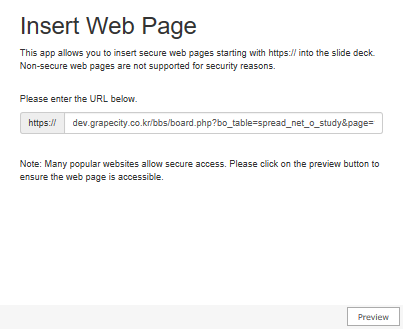 Insert Web Page
This app allows you to insert secure web pages starting with https:// into the slide deck.
Non-secure web pages are not supported for security reasons.
Please enter the URL below.
https:// dev.grapecity.co.kr/bbs/board.php?bo_table=spread_net_o_study&page=
Note: Many popular websites allow secure access. Please click on the preview button to
ensure the web page is accessible.
Preview